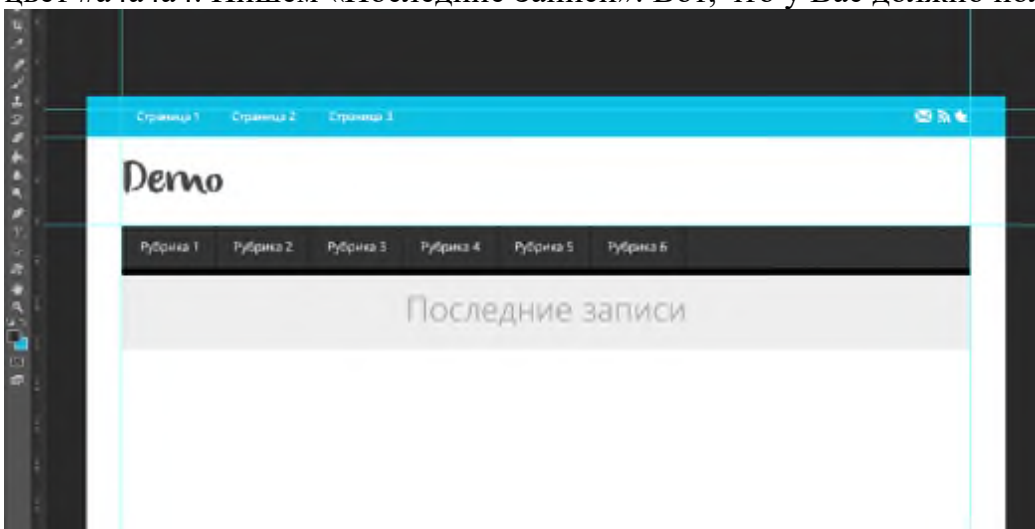 Страница 1 Страница 2 Страница 3
Demo
Рубрика 1 Рубрика 2 Рубрика 3 Рубрика 4 Рубрика 5 Рубрика 6
Последние записи